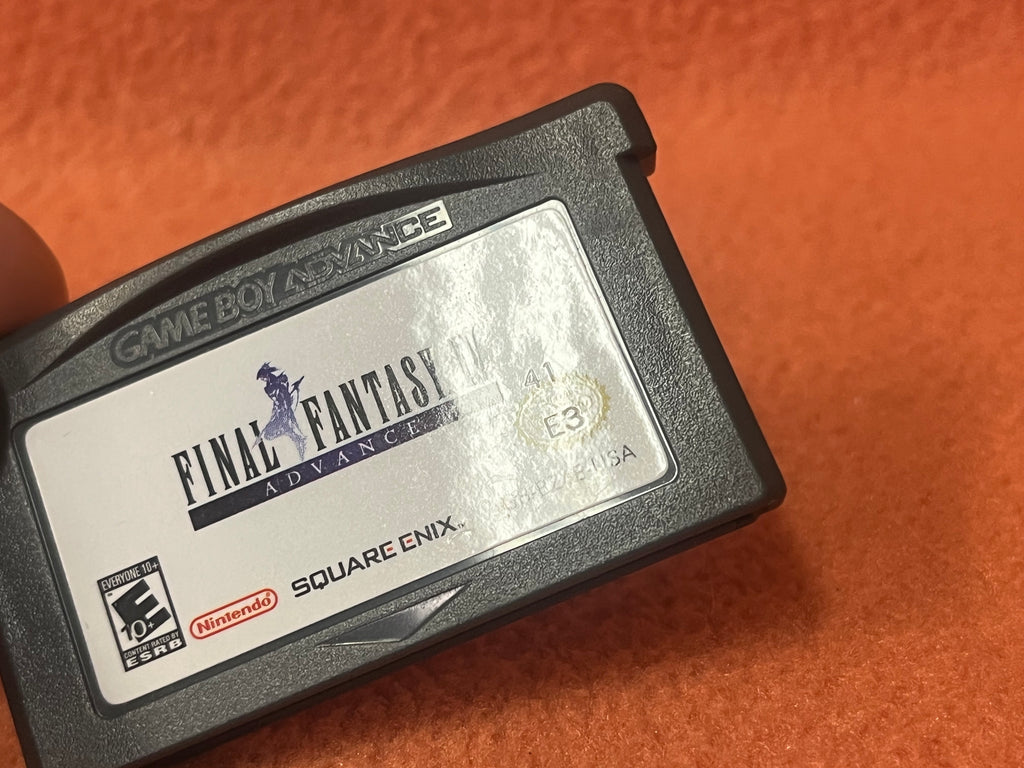 GAME BOY ADVANCE
FINAL FANTASY IV
ADVANCE
41
E3
USA
SQUARE ENIX™
Nintendo®
EVERYONE 10+
E
10+
CONTENT RATED BY
ESRB